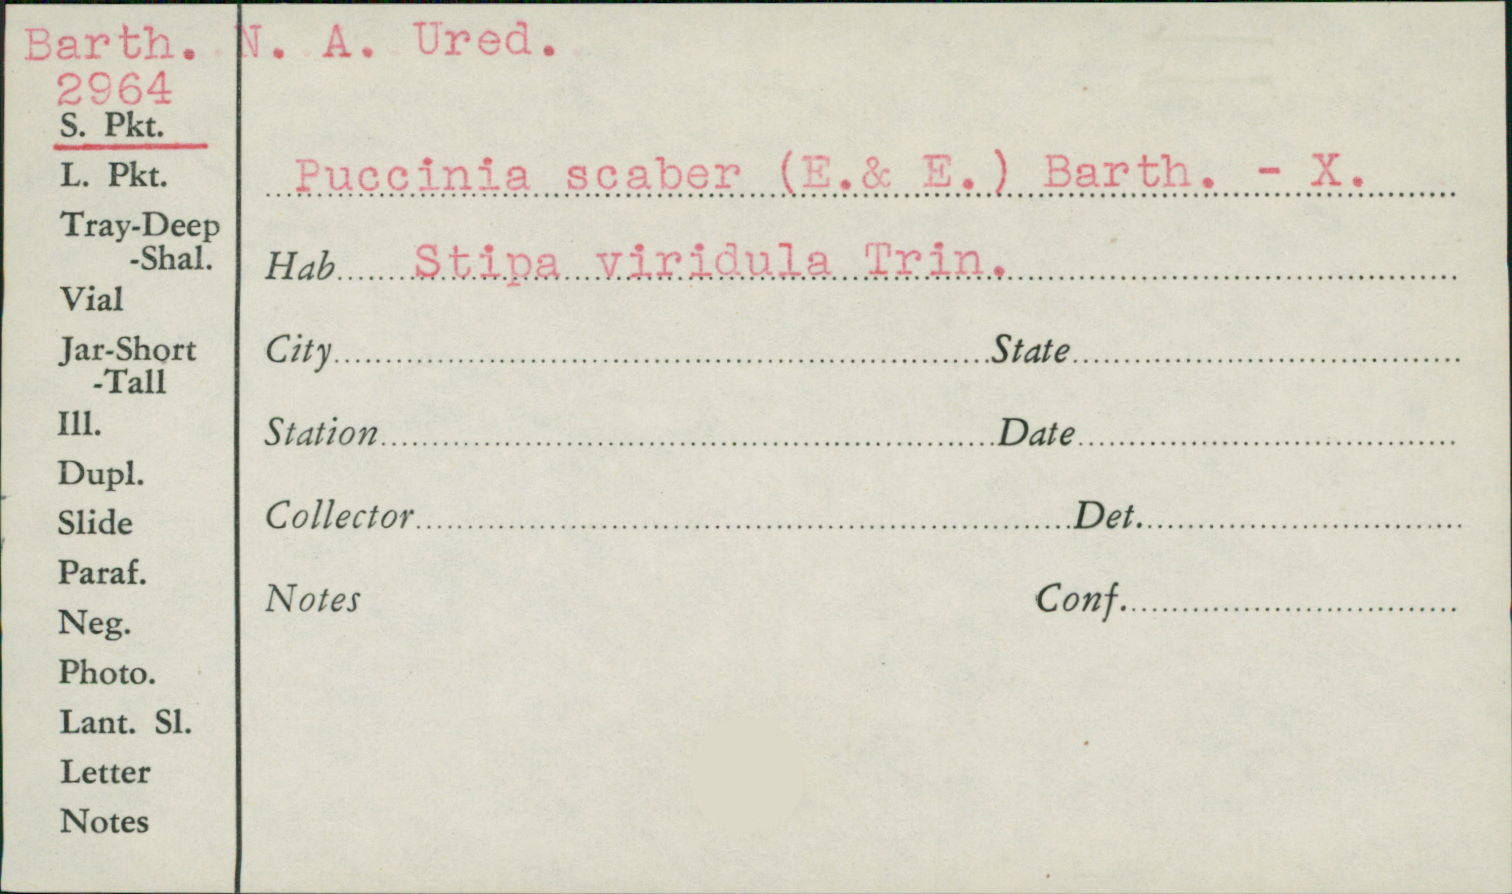 Barth. N. A. Ured.
2964
S. Pkt.
L. Pkt.
Tray-Deep
-Shal.
Vial
Jar-Short
-Tall
Ill.
Dupl.
Slide
Paraf.
Neg.
Photo.
Lant. Sl.
Letter
Notes
Puccinia scaber (E.& E.) Barth. - X.
Hab Stipa viridula Trin.
City State
Station Date
Collector Det.
Notes Conf.